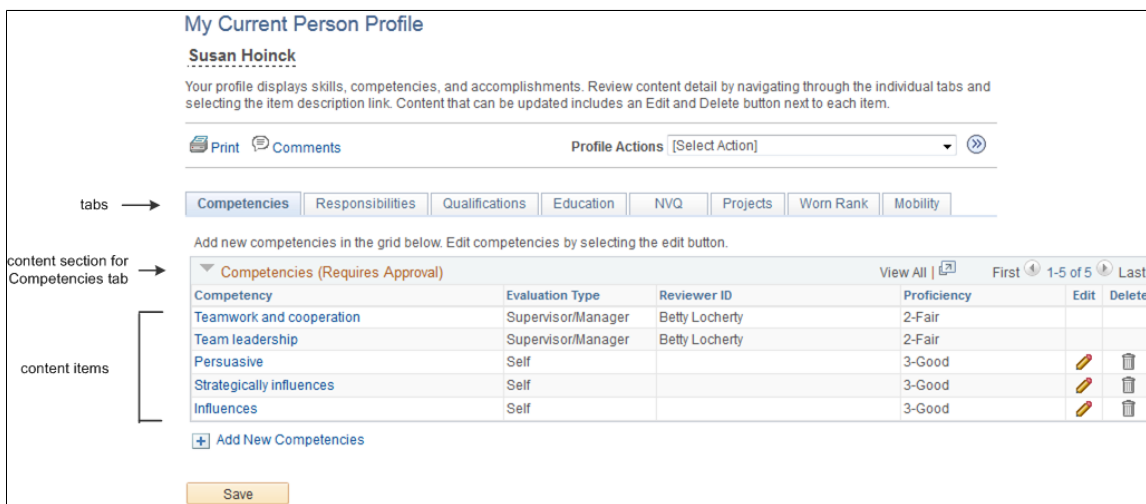 My Current Person Profile
Susan Hoinck
Your profile displays skills, competencies, and accomplishments. Review content detail by navigating through the individual tabs and
selecting the item description link. Content that can be updated includes an Edit and Delete button next to each item.
Print Comments Profile Actions [Select Action]
tabs Competencies Responsibilities Qualifications Education NVQ Projects Worn Rank Mobility
Add new competencies in the grid below. Edit competencies by selecting the edit button.
content section for
Competencies tab
Competencies (Requires Approval) View All | First 1-5 of 5 Last
Competency Evaluation Type Reviewer ID Proficiency Edit Delete
Teamwork and cooperation Supervisor/Manager Betty Locherty 2-Fair
Team leadership Supervisor/Manager Betty Locherty 2-Fair
content items
Persuasive Self 3-Good
Strategically influences Self 3-Good
Influences Self 3-Good
Add New Competencies
Save